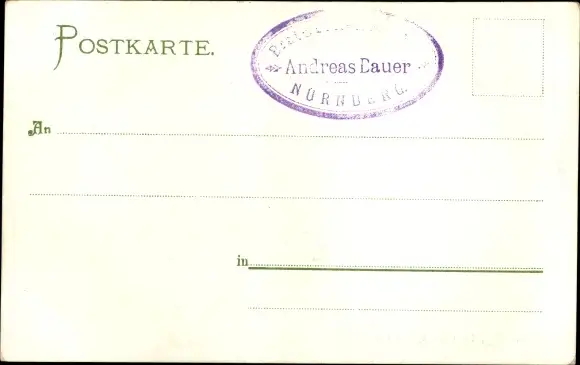 POSTKARTE.
Andreas Bauer
NÜRNBERG.
An
in